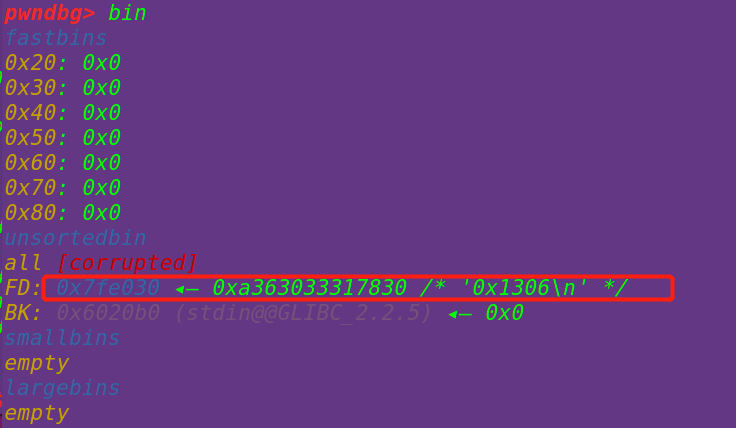 pwndbg> bin
fastbins
0x20: 0x0
0x30: 0x0
0x40: 0x0
0x50: 0x0
0x60: 0x0
0x70: 0x0
0x80: 0x0
unsortedbin
all [corrupted]
FD: 0x7fe030 ◂— 0xa363033317830 /* '0x1306\n' */
BK: 0x6020b0 (stdin@@GLIBC_2.2.5) ◂— 0x0
smallbins
empty
largebins
empty